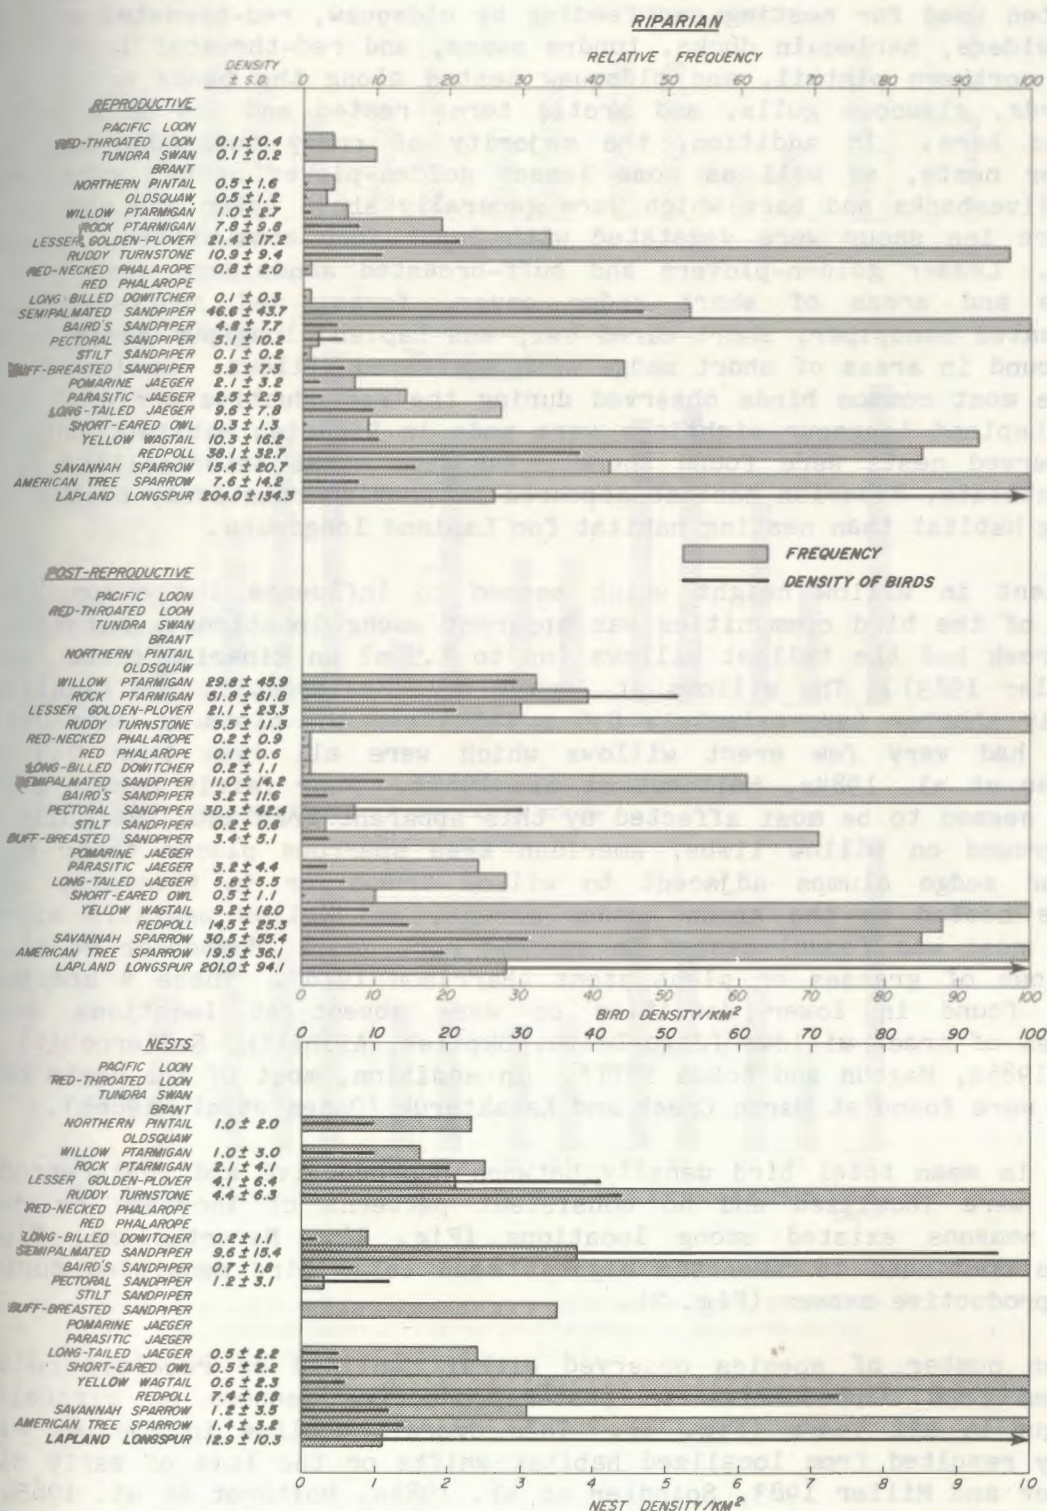 RIPARIAN
DENSITY ± S.D.
RELATIVE FREQUENCY
0 10 20 30 40 50 60 70 80 90 100
REPRODUCTIVE
PACIFIC LOON
RED-THROATED LOON 0.1 ± 0.4
TUNDRA SWAN 0.1 ± 0.2
BRANT
NORTHERN PINTAIL 0.5 ± 1.6
OLDSQUAW 0.5 ± 1.2
WILLOW PTARMIGAN 1.0 ± 2.7
ROCK PTARMIGAN 7.8 ± 9.8
LESSER GOLDEN-PLOVER 21.4 ± 17.2
RUDDY TURNSTONE 10.9 ± 9.4
RED-NECKED PHALAROPE 0.8 ± 2.0
RED PHALAROPE
LONG-BILLED DOWITCHER 0.1 ± 0.3
SEMIPALMATED SANDPIPER 46.6 ± 43.7
BAIRD'S SANDPIPER 4.8 ± 7.7
PECTORAL SANDPIPER 5.1 ± 10.2
STILT SANDPIPER 0.1 ± 0.2
BUFF-BREASTED SANDPIPER 5.9 ± 7.3
POMARINE JAEGER 2.1 ± 3.2
PARASITIC JAEGER 2.5 ± 2.5
LONG-TAILED JAEGER 9.6 ± 7.8
SHORT-EARED OWL 0.3 ± 1.3
YELLOW WAGTAIL 10.3 ± 16.2
REDPOLL 38.1 ± 32.7
SAVANNAH SPARROW 15.4 ± 20.7
AMERICAN TREE SPARROW 7.6 ± 14.2
LAPLAND LONGSPUR 204.0 ± 134.3
FREQUENCY
DENSITY OF BIRDS
POST-REPRODUCTIVE
PACIFIC LOON
RED-THROATED LOON
TUNDRA SWAN
BRANT
NORTHERN PINTAIL
OLDSQUAW
WILLOW PTARMIGAN 29.8 ± 45.9
ROCK PTARMIGAN 51.8 ± 61.8
LESSER GOLDEN-PLOVER 21.1 ± 23.3
RUDDY TURNSTONE 5.5 ± 11.3
RED-NECKED PHALAROPE 0.2 ± 0.9
RED PHALAROPE 0.1 ± 0.6
LONG-BILLED DOWITCHER 0.2 ± 1.1
SEMIPALMATED SANDPIPER 11.0 ± 14.2
BAIRD'S SANDPIPER 3.2 ± 11.6
PECTORAL SANDPIPER 30.3 ± 42.4
STILT SANDPIPER 0.2 ± 0.6
BUFF-BREASTED SANDPIPER 3.4 ± 5.1
POMARINE JAEGER
PARASITIC JAEGER 3.2 ± 4.4
LONG-TAILED JAEGER 5.8 ± 5.5
SHORT-EARED OWL 0.5 ± 1.1
YELLOW WAGTAIL 9.2 ± 18.0
REDPOLL 14.5 ± 25.3
SAVANNAH SPARROW 30.5 ± 55.4
AMERICAN TREE SPARROW 19.5 ± 36.1
LAPLAND LONGSPUR 201.0 ± 94.1
0 10 20 30 40 50 60 70 80 90 100
BIRD DENSITY/KM²
NESTS
PACIFIC LOON
RED-THROATED LOON
TUNDRA SWAN
BRANT
NORTHERN PINTAIL 1.0 ± 2.0
OLDSQUAW
WILLOW PTARMIGAN 1.0 ± 3.0
ROCK PTARMIGAN 2.1 ± 4.1
LESSER GOLDEN-PLOVER 4.1 ± 6.4
RUDDY TURNSTONE 4.4 ± 6.3
RED-NECKED PHALAROPE
RED PHALAROPE
LONG-BILLED DOWITCHER 0.2 ± 1.1
SEMIPALMATED SANDPIPER 9.6 ± 15.4
BAIRD'S SANDPIPER 0.7 ± 1.8
PECTORAL SANDPIPER 1.2 ± 3.1
STILT SANDPIPER
BUFF-BREASTED SANDPIPER
POMARINE JAEGER
PARASITIC JAEGER
LONG-TAILED JAEGER 0.5 ± 2.2
SHORT-EARED OWL 0.5 ± 2.2
YELLOW WAGTAIL 0.6 ± 2.3
REDPOLL 7.4 ± 8.8
SAVANNAH SPARROW 1.2 ± 3.5
AMERICAN TREE SPARROW 1.4 ± 3.2
LAPLAND LONGSPUR 12.9 ± 10.3
0 1 2 3 4 5 6 7 8 9 10
NEST DENSITY/KM²